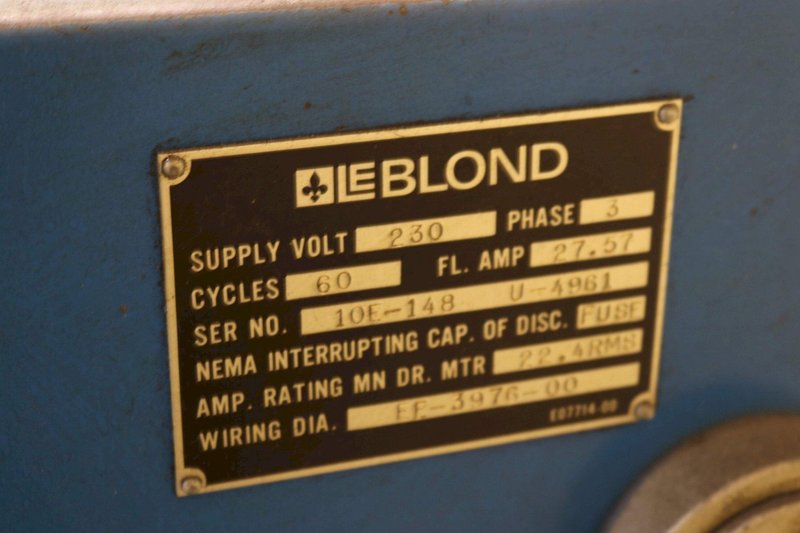 LEBLOND
SUPPLY VOLT 230 PHASE 3
CYCLES 60 FL. AMP 27.57
SER NO. 10E-148 U-4961
NEMA INTERRUPTING CAP. OF DISC. FUSE
AMP. RATING MN DR. MTR 22.4RMS
WIRING DIA. EE-3976-00
E07714-00